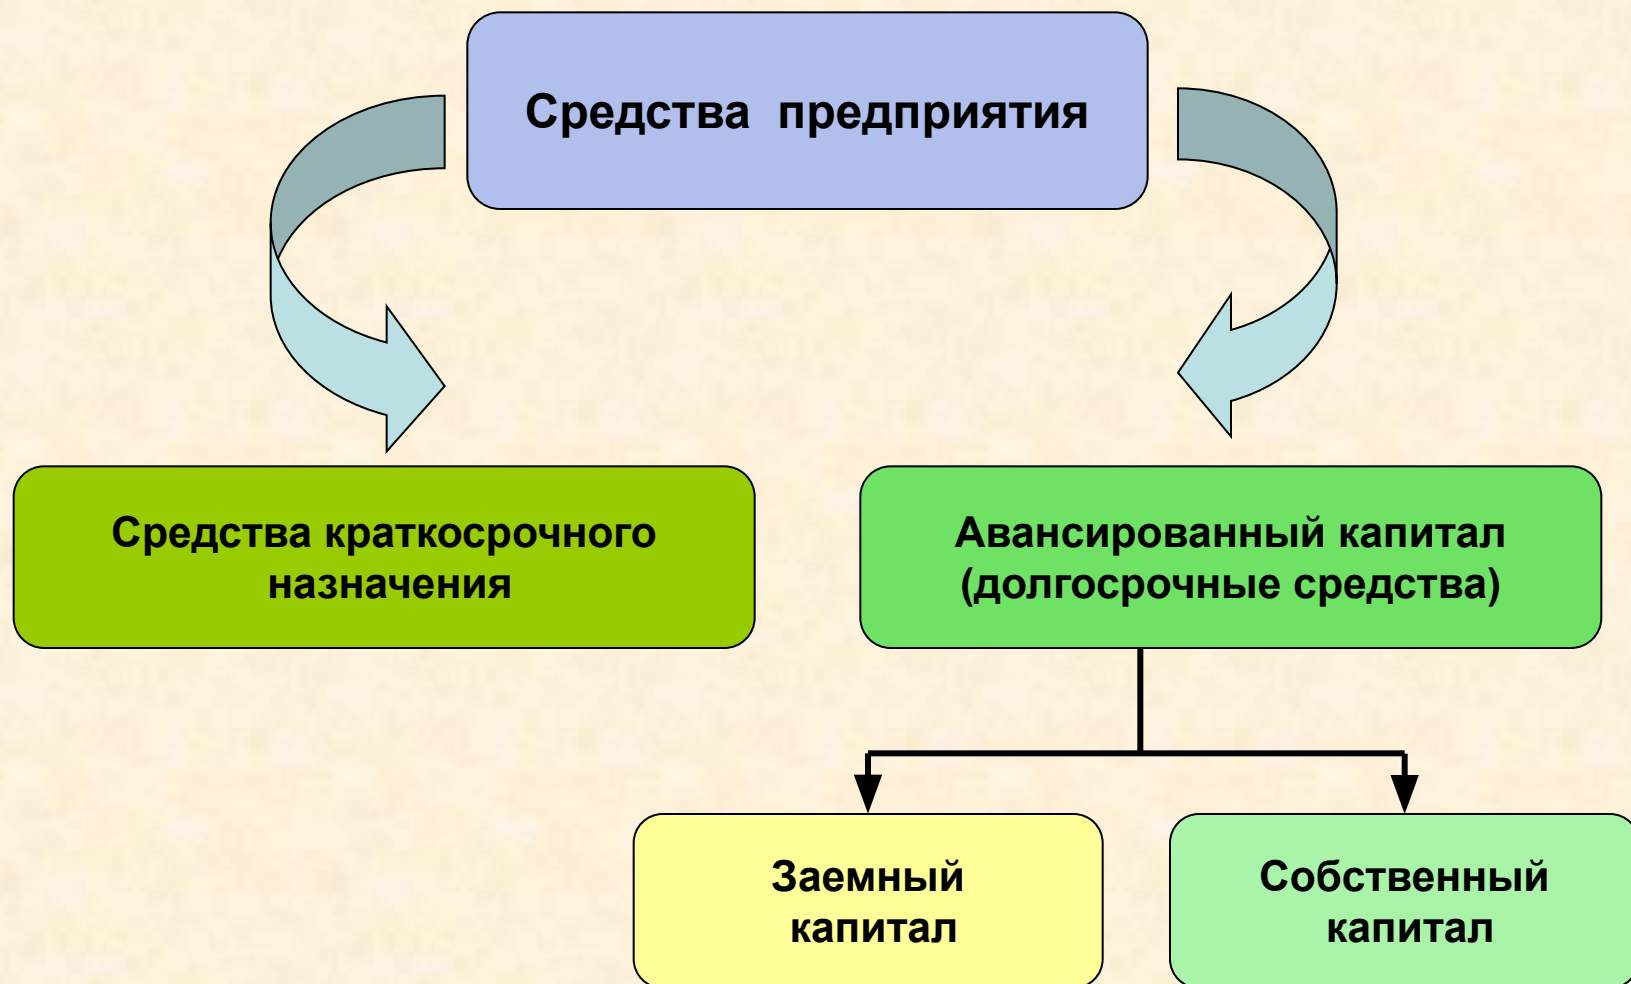 Средства предприятия
Средства краткосрочного
назначения
Авансированный капитал
(долгосрочные средства)
Заемный
капитал
Собственный
капитал